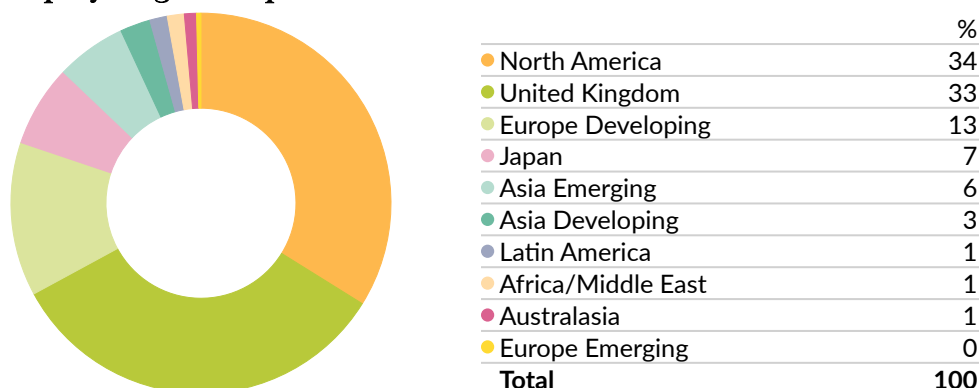 %
North America 34
United Kingdom 33
Europe Developing 13
Japan 7
Asia Emerging 6
Asia Developing 3
Latin America 1
Africa/Middle East 1
Australasia 1
Europe Emerging 0
Total 100